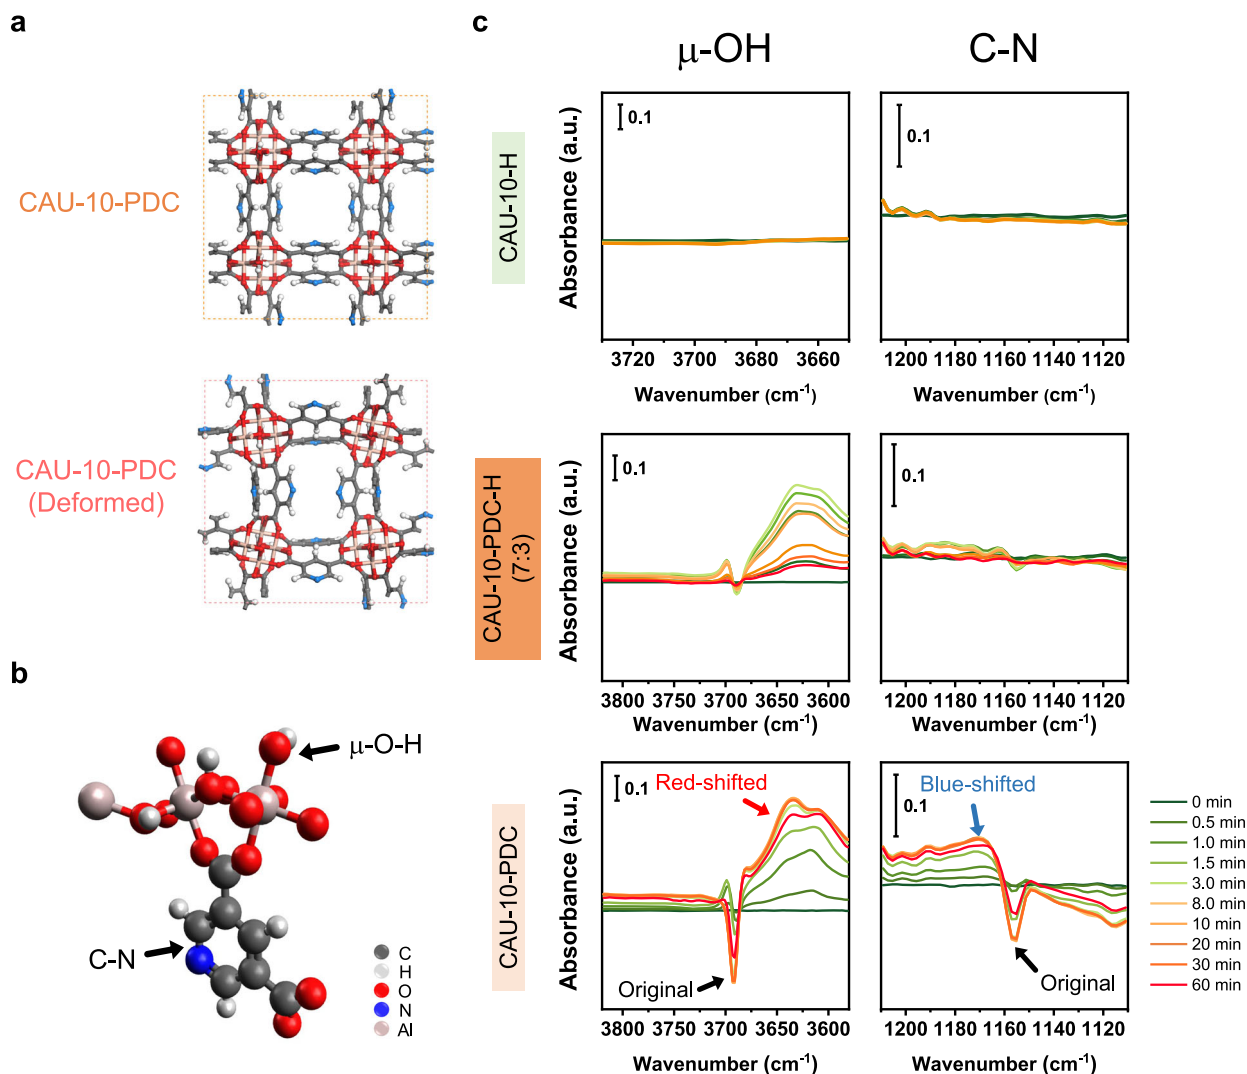 a
CAU-10-PDC
CAU-10-PDC
(Deformed)
b
μ-O-H
C-N
C
H
O
N
Al
c
μ-OH
C-N
CAU-10-H
Absorbance (a.u.)
0.1
3720 3700 3680 3660
Wavenumber (cm⁻¹)
0.1
1200 1180 1160 1140 1120
Wavenumber (cm⁻¹)
CAU-10-PDC-H
(7:3)
Absorbance (a.u.)
0.1
3800 3750 3700 3650 3600
Wavenumber (cm⁻¹)
0.1
1200 1180 1160 1140 1120
Wavenumber (cm⁻¹)
CAU-10-PDC
Absorbance (a.u.)
0.1
Red-shifted
Original
3800 3750 3700 3650 3600
Wavenumber (cm⁻¹)
0.1
Blue-shifted
Original
1200 1180 1160 1140 1120
Wavenumber (cm⁻¹)
0 min
0.5 min
1.0 min
1.5 min
3.0 min
8.0 min
10 min
20 min
30 min
60 min